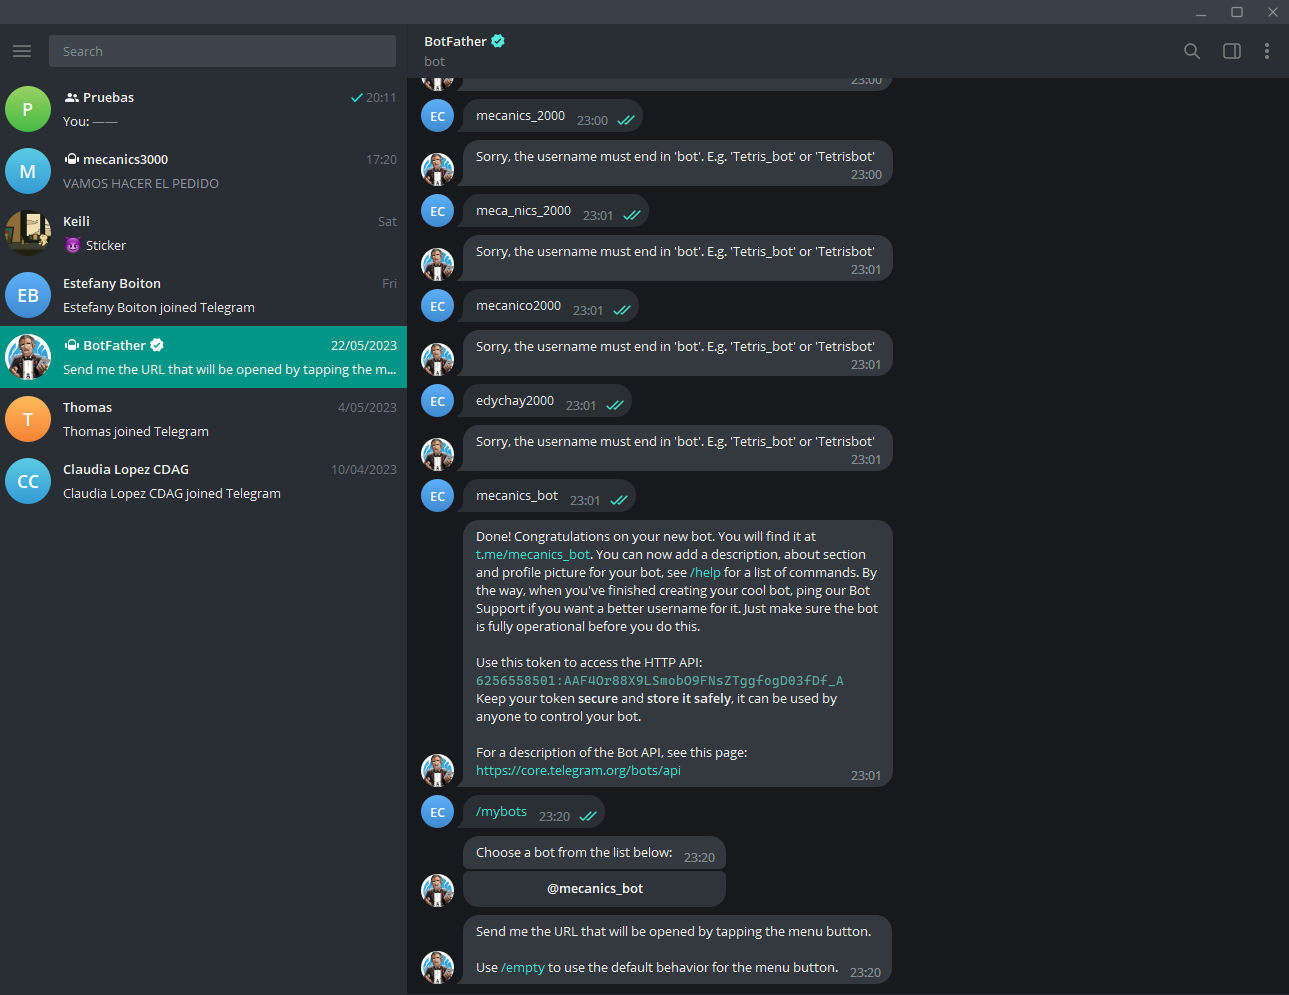 Search
P
Pruebas
20:11
You: ——
M
mecanics3000
17:20
VAMOS HACER EL PEDIDO
Keili
Sat
Sticker
EB
Estefany Boiton
Fri
Estefany Boiton joined Telegram
BotFather
22/05/2023
Send me the URL that will be opened by tapping the m...
T
Thomas
4/05/2023
Thomas joined Telegram
CC
Claudia Lopez CDAG
10/04/2023
Claudia Lopez CDAG joined Telegram
BotFather
bot
23:00
EC
mecanics_2000 23:00
Sorry, the username must end in 'bot'. E.g. 'Tetris_bot' or 'Tetrisbot'
23:00
EC
meca_nics_2000 23:01
Sorry, the username must end in 'bot'. E.g. 'Tetris_bot' or 'Tetrisbot'
23:01
EC
mecanico2000 23:01
Sorry, the username must end in 'bot'. E.g. 'Tetris_bot' or 'Tetrisbot'
23:01
EC
edychay2000 23:01
Sorry, the username must end in 'bot'. E.g. 'Tetris_bot' or 'Tetrisbot'
23:01
EC
mecanics_bot 23:01
Done! Congratulations on your new bot. You will find it at
t.me/mecanics_bot. You can now add a description, about section
and profile picture for your bot, see /help for a list of commands. By
the way, when you've finished creating your cool bot, ping our Bot
Support if you want a better username for it. Just make sure the bot
is fully operational before you do this.
Use this token to access the HTTP API:
6256558501:AAF4Or88X9LSmobO9FNsZTggfogD03fDf_A
Keep your token secure and store it safely, it can be used by
anyone to control your bot.
For a description of the Bot API, see this page:
https://core.telegram.org/bots/api
23:01
EC
/mybots 23:20
Choose a bot from the list below: 23:20
@mecanics_bot
Send me the URL that will be opened by tapping the menu button.
Use /empty to use the default behavior for the menu button. 23:20